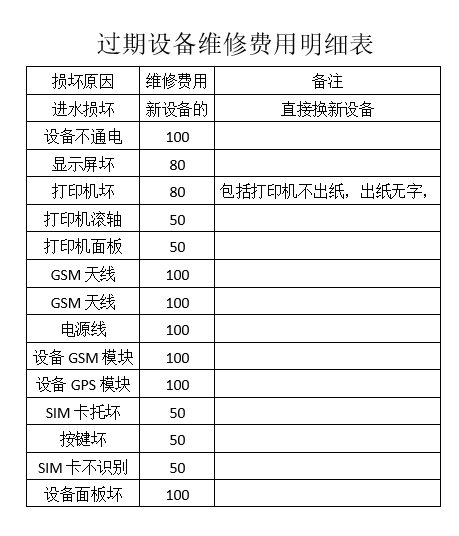 过期设备维修费用明细表
损坏原因 维修费用 备注
进水损坏 新设备的 直接换新设备
设备不通电 100
显示屏坏 80
打印机坏 80 包括打印机不出纸，出纸无字，
打印机滚轴 50
打印机面板 50
GSM 天线 100
GSM 天线 100
电源线 100
设备 GSM 模块 100
设备 GPS 模块 100
SIM 卡托坏 50
按键坏 50
SIM 卡不识别 50
设备面板坏 100